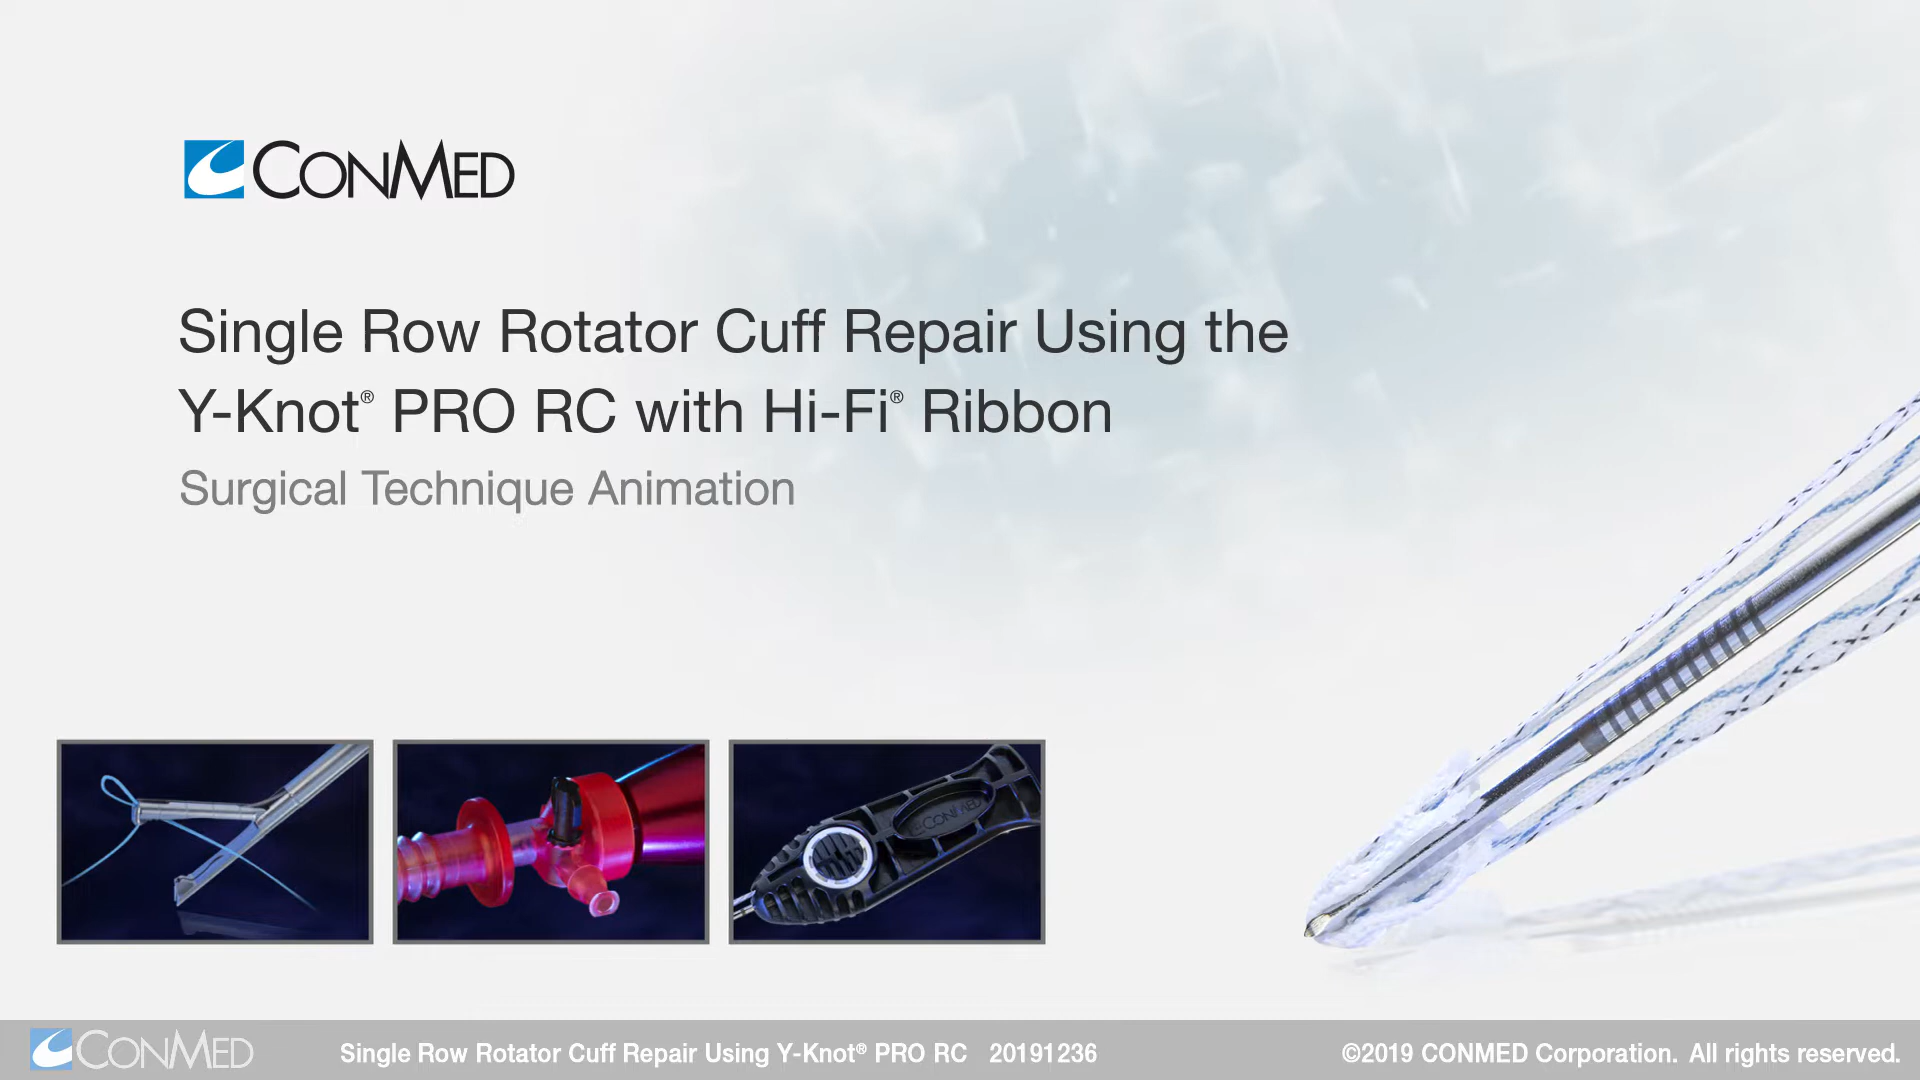 CONMED
Single Row Rotator Cuff Repair Using the
Y-Knot® PRO RC with Hi-Fi® Ribbon
Surgical Technique Animation
CONMED
CONMED
Single Row Rotator Cuff Repair Using Y-Knot® PRO RC 20191236
©2019 CONMED Corporation. All rights reserved.